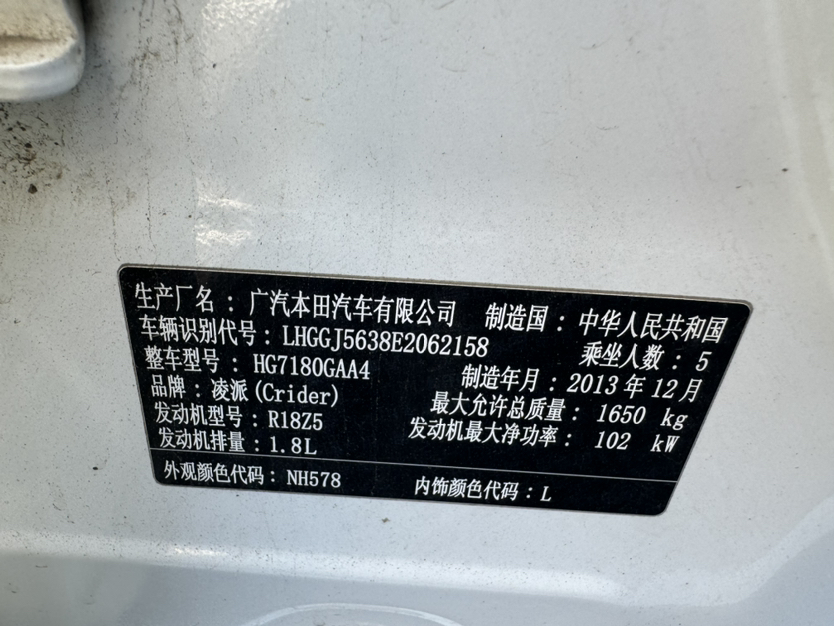 生产厂名：广汽本田汽车有限公司 制造国：中华人民共和国
车辆识别代号：LHGGJ5638E2062158 乘坐人数：5
整车型号：HG7180GAA4 制造年月：2013年12月
品牌：凌派(Crider) 最大允许总质量：1650 kg
发动机型号：R18Z5 发动机最大净功率：102 kW
发动机排量：1.8L
外观颜色代码：NH578 内饰颜色代码：L